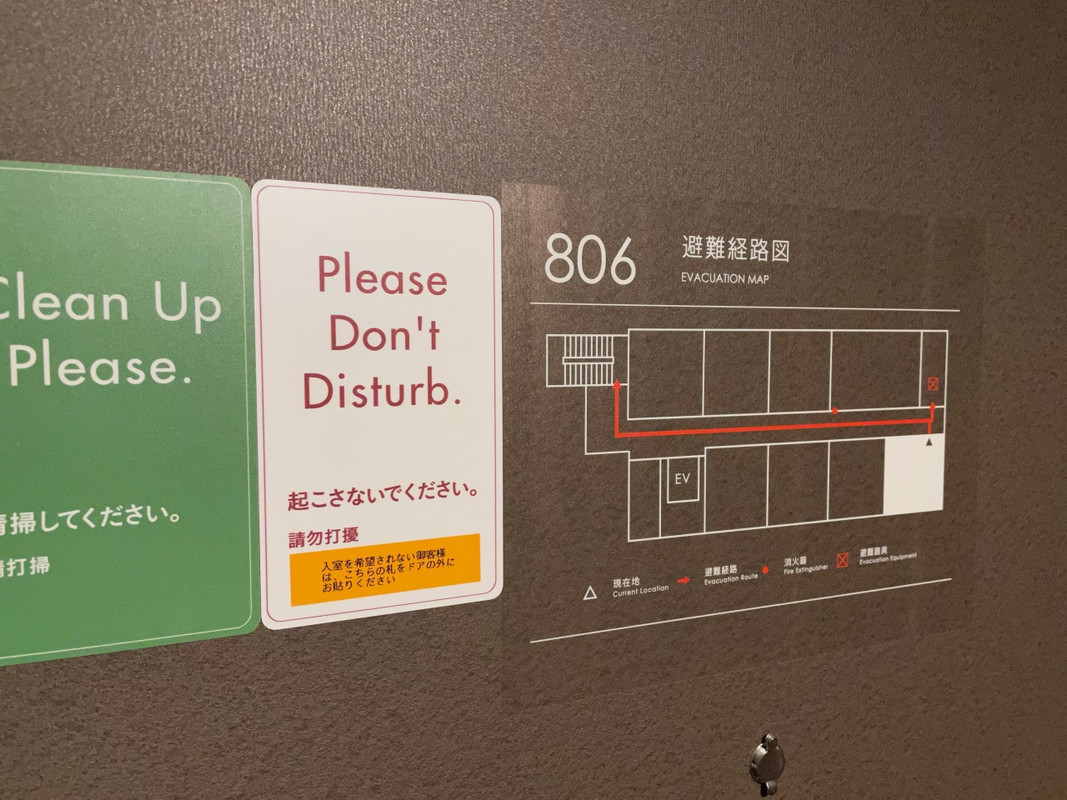 Clean Up
Please.
清掃してください。
請打掃
Please
Don't
Disturb.
起こさないでください。
請勿打擾
入室を希望されない御客様
は、こちらの札をドアの外に
お貼りください
806
避難経路図
EVACUATION MAP
EV
現在地
Current Location
避難経路
Evacuation Route
消火器
Fire Extinguisher
避難器具
Evacuation Equipment